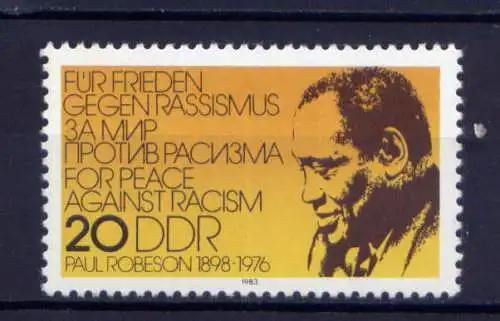 FÜR FRIEDEN
GEGEN RASSISMUS
ЗА МИР
ПРОТИВ РАСИЗМА
FOR PEACE
AGAINST RACISM
20 DDR
PAUL ROBESON 1898-1976
1983